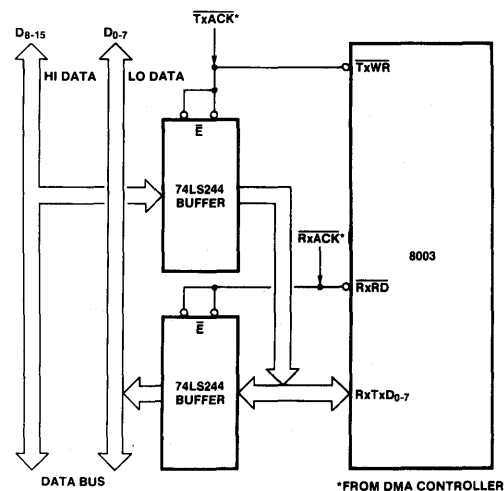 TxACK*
D8-15
D0-7
HI DATA
LO DATA
TxWR
E
74LS244
BUFFER
RxACK*
8003
RxRD
E
74LS244
BUFFER
RxTxD0-7
DATA BUS
*FROM DMA CONTROLLER